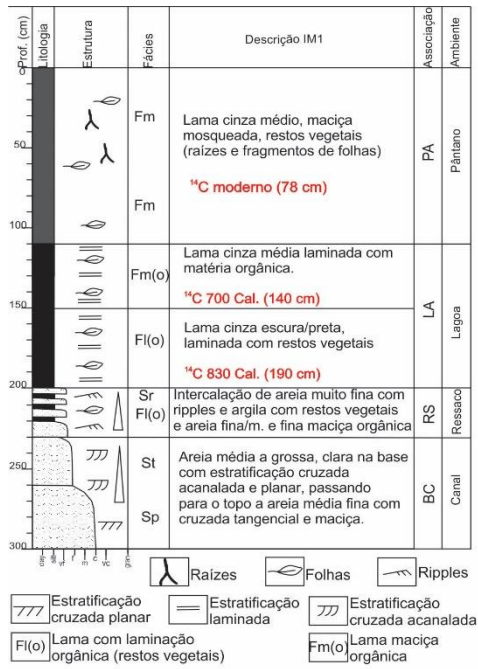 Prof. (cm)
Litologia
Estrutura
Fácies
Descrição IM1
Associação
Ambiente
0
50
100
150
200
250
300
Fm
Fm
Lama cinza médio, maciça
mosqueada, restos vegetais
(raízes e fragmentos de folhas)
¹⁴C moderno (78 cm)
PA
Pântano
Fm(o)
Lama cinza média laminada com
matéria orgânica.
¹⁴C 700 Cal. (140 cm)
Fl(o)
Lama cinza escura/preta,
laminada com restos vegetais
¹⁴C 830 Cal. (190 cm)
LA
Lagoa
Sr
Fl(o)
Intercalação de areia muito fina com
ripples e argila com restos vegetais
e areia fina/m. e fina maciça orgânica
RS
Ressaco
St
Sp
Areia média a grossa, clara na base
com estratificação cruzada
acanalada e planar, passando
para o topo a areia média fina com
cruzada tangencial e maciça.
BC
Canal
vf
f
m
c
vc
Raízes
Folhas
Ripples
Estratificação
cruzada planar
Estratificação
laminada
Estratificação
cruzada acanalada
Fl(o)
Lama com laminação
orgânica (restos vegetais)
Fm(o)
Lama maciça
orgânica